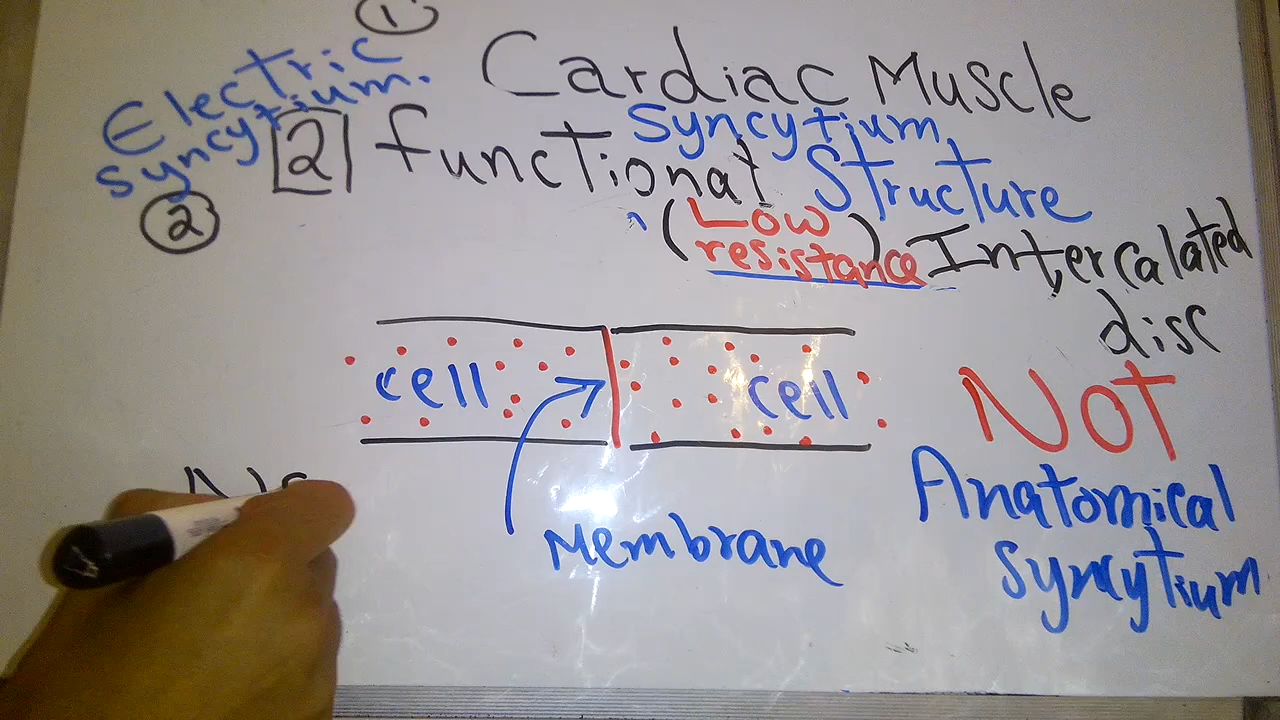 1
Electric
syncytium.
2
Cardiac Muscle
Syncytium
2 functional Structure
(Low
resistance)
Intercalated
disc
cell
cell
Membrane
NOT
Anatomical
syncytium